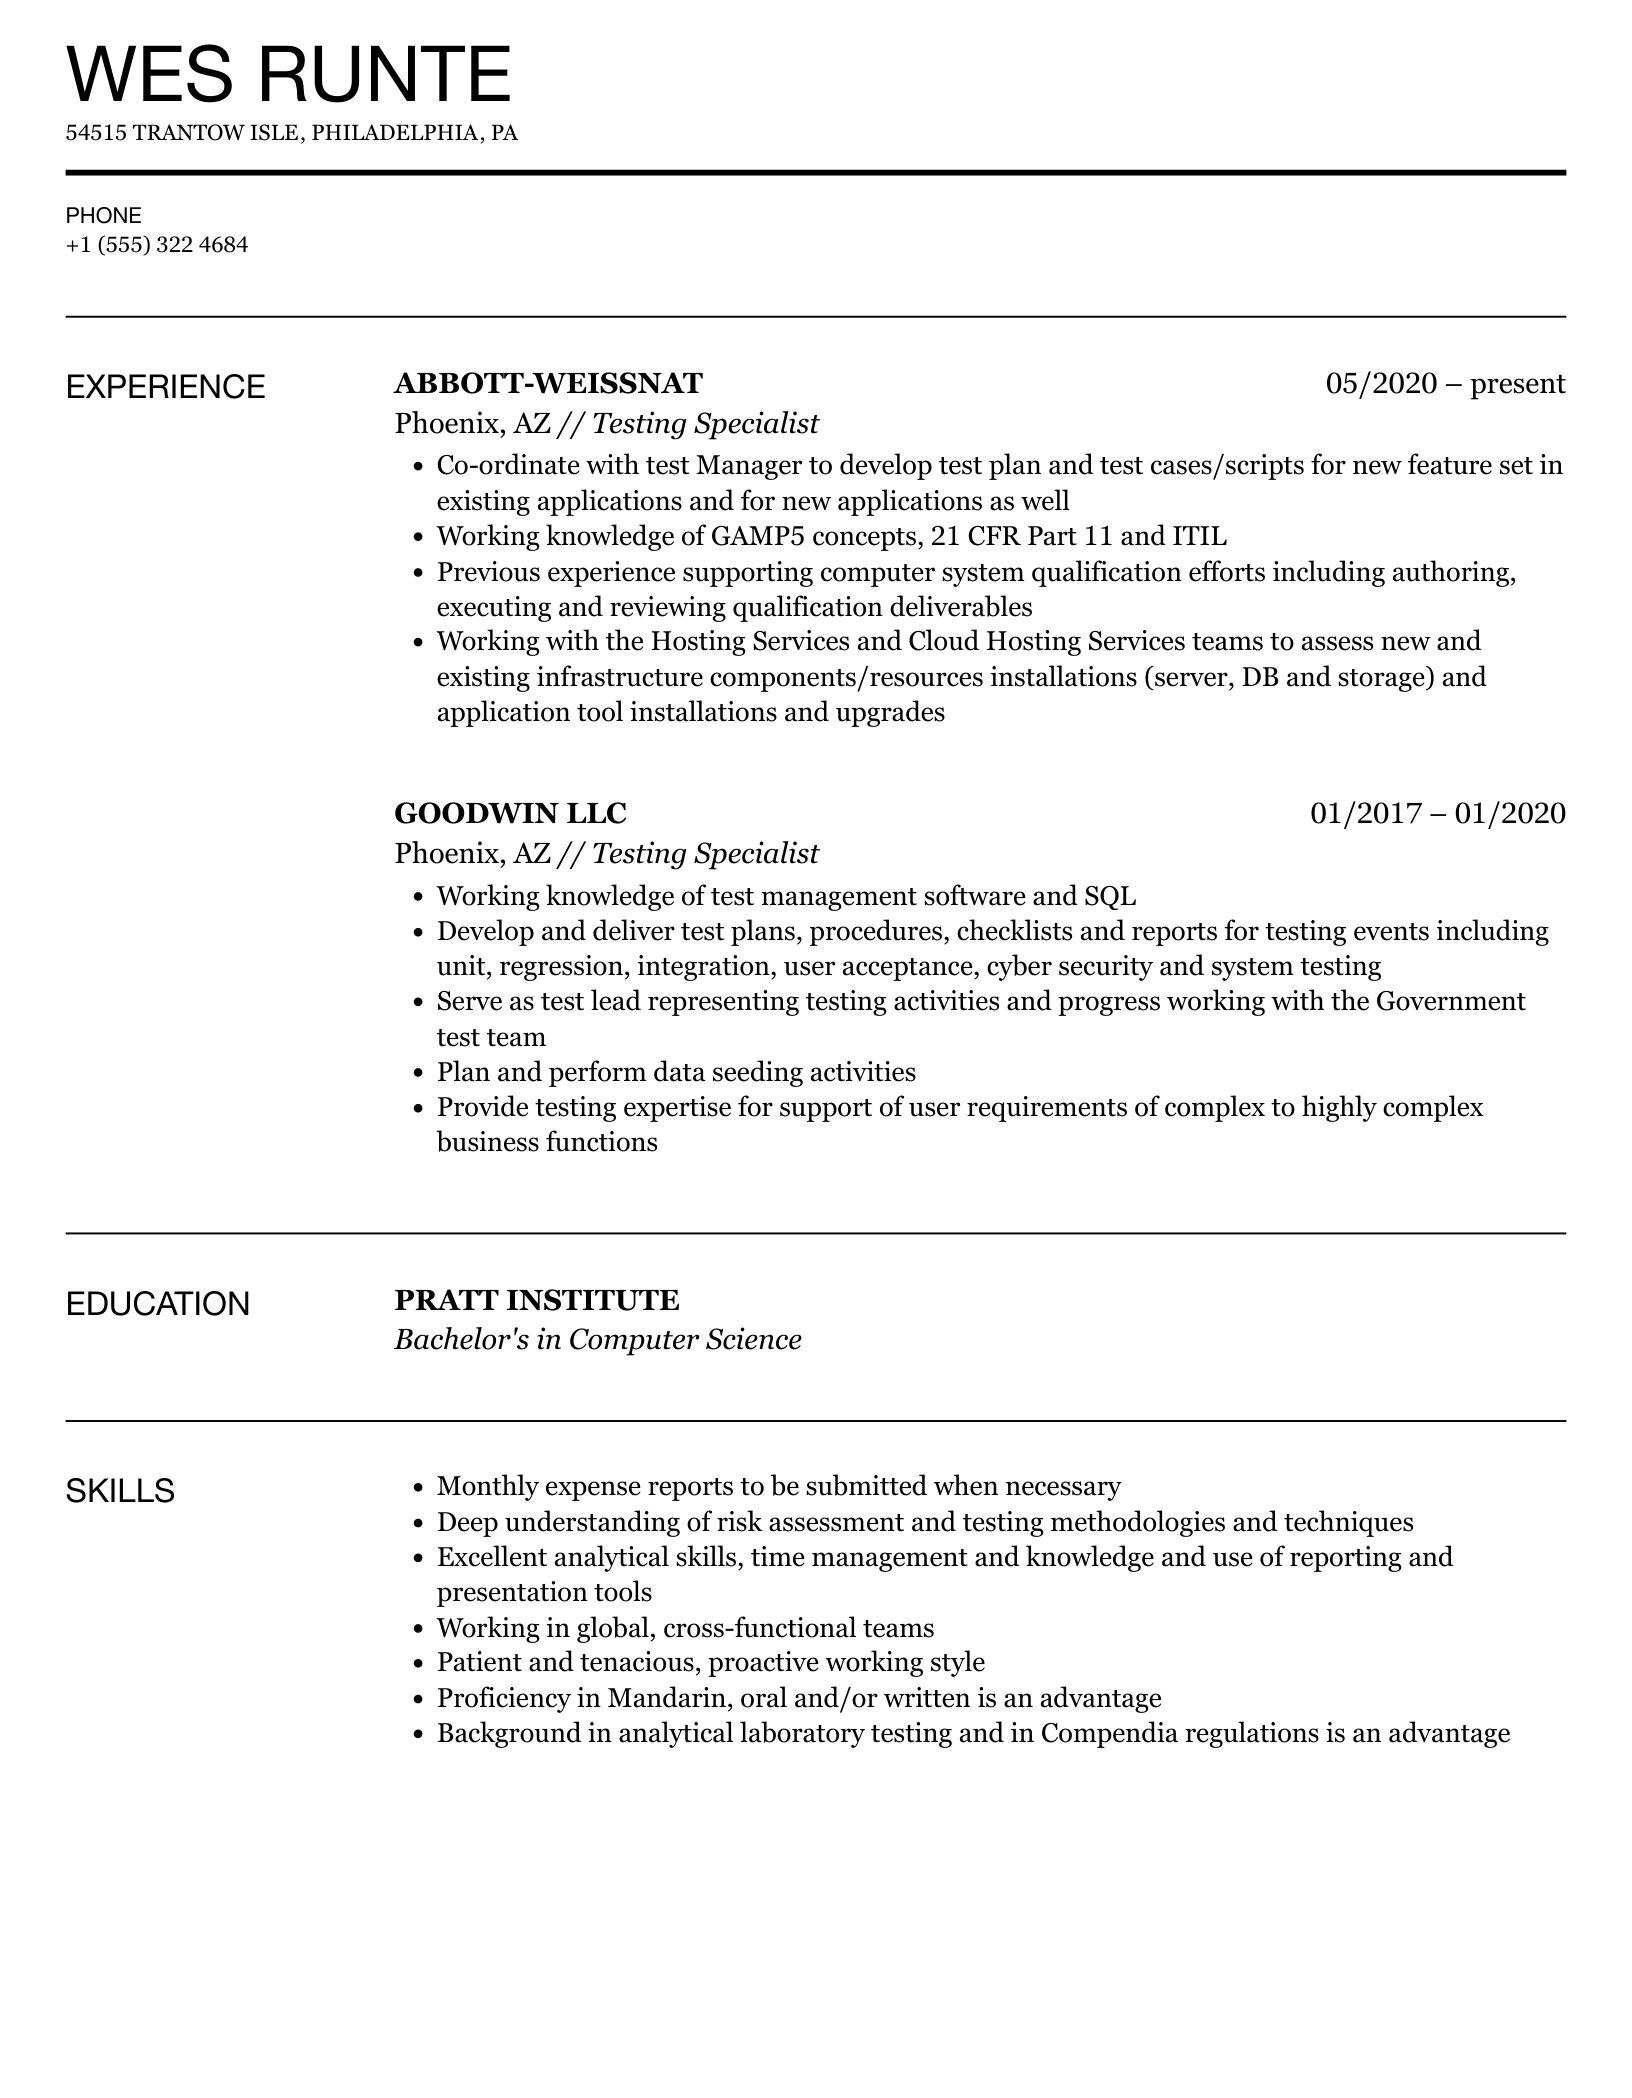 WES RUNTE
54515 TRANTOW ISLE, PHILADELPHIA, PA
PHONE
+1 (555) 322 4684
EXPERIENCE
ABBOTT-WEISSNAT
05/2020 – present
Phoenix, AZ // Testing Specialist
• Co-ordinate with test Manager to develop test plan and test cases/scripts for new feature set in
existing applications and for new applications as well
• Working knowledge of GAMP5 concepts, 21 CFR Part 11 and ITIL
• Previous experience supporting computer system qualification efforts including authoring,
executing and reviewing qualification deliverables
• Working with the Hosting Services and Cloud Hosting Services teams to assess new and
existing infrastructure components/resources installations (server, DB and storage) and
application tool installations and upgrades
GOODWIN LLC
01/2017 – 01/2020
Phoenix, AZ // Testing Specialist
• Working knowledge of test management software and SQL
• Develop and deliver test plans, procedures, checklists and reports for testing events including
unit, regression, integration, user acceptance, cyber security and system testing
• Serve as test lead representing testing activities and progress working with the Government
test team
• Plan and perform data seeding activities
• Provide testing expertise for support of user requirements of complex to highly complex
business functions
EDUCATION
PRATT INSTITUTE
Bachelor's in Computer Science
SKILLS
• Monthly expense reports to be submitted when necessary
• Deep understanding of risk assessment and testing methodologies and techniques
• Excellent analytical skills, time management and knowledge and use of reporting and
presentation tools
• Working in global, cross-functional teams
• Patient and tenacious, proactive working style
• Proficiency in Mandarin, oral and/or written is an advantage
• Background in analytical laboratory testing and in Compendia regulations is an advantage